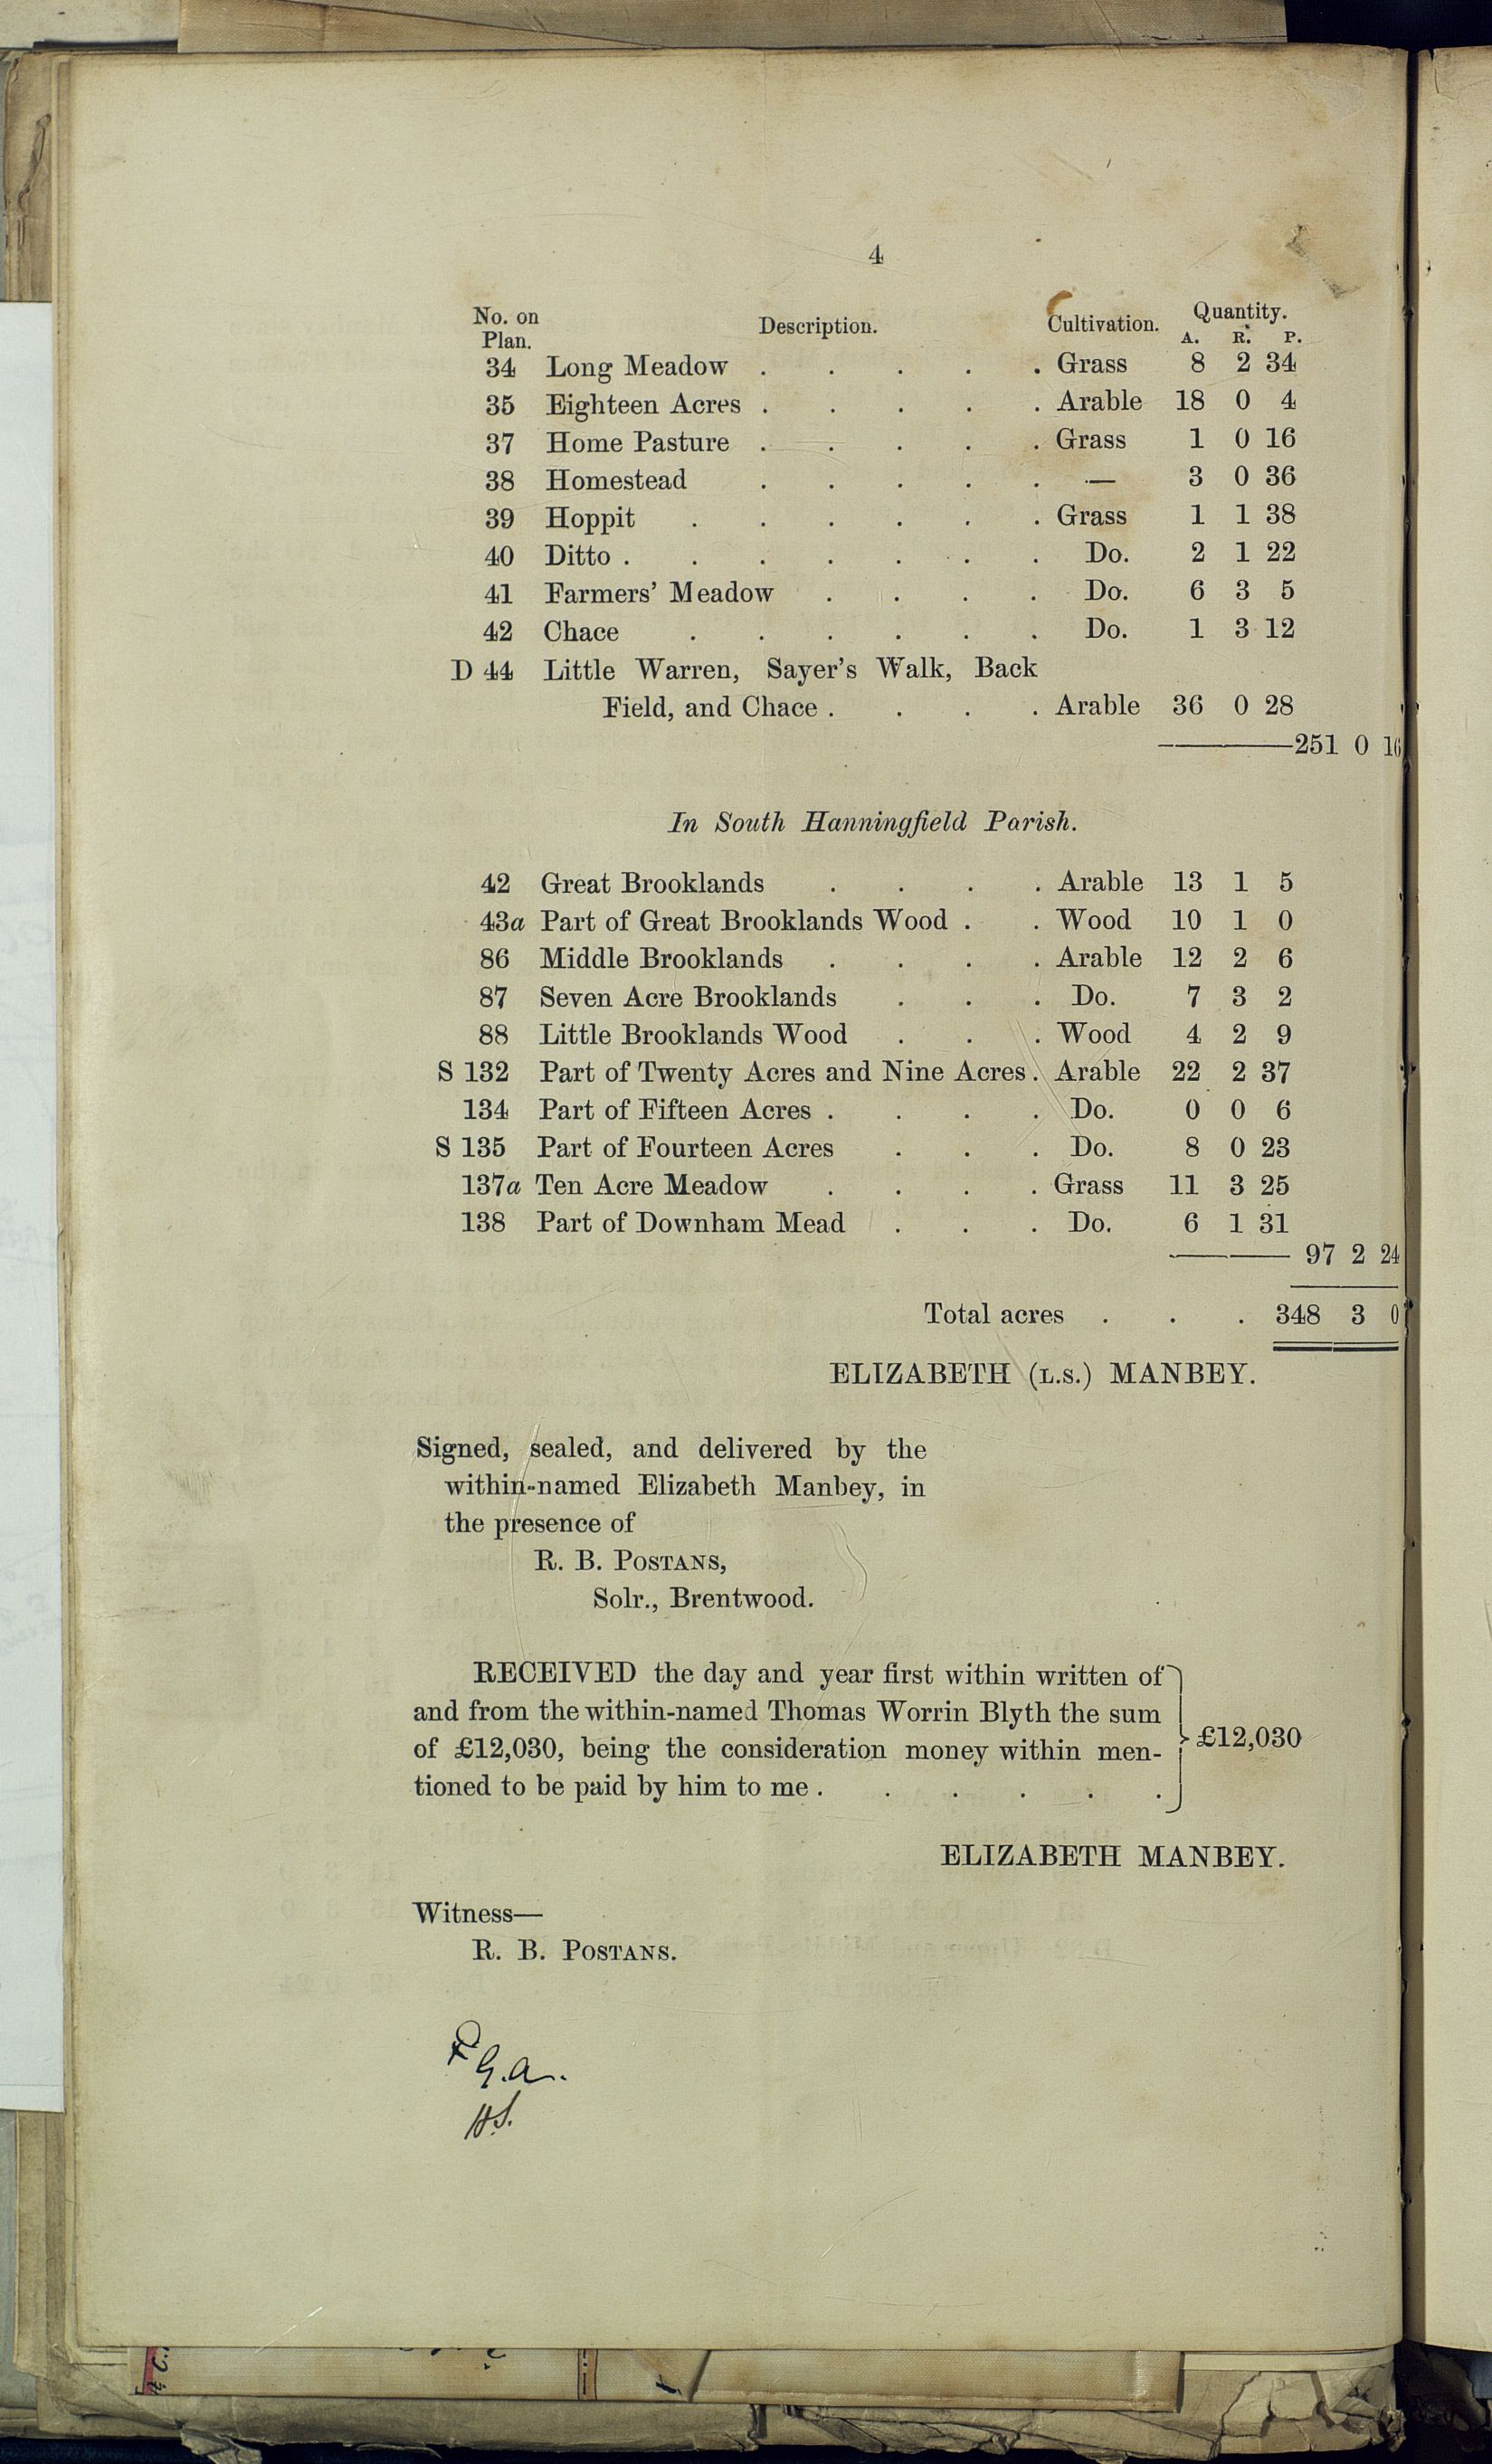 4
No. on Plan. Description. Cultivation. Quantity.
A. R. P.
34 Long Meadow . . . . . Grass 8 2 34
35 Eighteen Acres . . . . . Arable 18 0 4
37 Home Pasture . . . . . Grass 1 0 16
38 Homestead . . . . . — 3 0 36
39 Hoppit . . . . . . Grass 1 1 38
40 Ditto . . . . . . . Do. 2 1 22
41 Farmers' Meadow . . . . Do. 6 3 5
42 Chace . . . . . . Do. 1 3 12
D 44 Little Warren, Sayer's Walk, Back
Field, and Chace . . . . Arable 36 0 28
251 0 16
In South Hanningfield Parish.
42 Great Brooklands . . . . Arable 13 1 5
43a Part of Great Brooklands Wood . . Wood 10 1 0
86 Middle Brooklands . . . . Arable 12 2 6
87 Seven Acre Brooklands . . . Do. 7 3 2
88 Little Brooklands Wood . . . Wood 4 2 9
S 132 Part of Twenty Acres and Nine Acres . Arable 22 2 37
134 Part of Fifteen Acres . . . . Do. 0 0 6
S 135 Part of Fourteen Acres . . . Do. 8 0 23
137a Ten Acre Meadow . . . . Grass 11 3 25
138 Part of Downham Mead . . . Do. 6 1 31
97 2 24
Total acres . . . 348 3 0
ELIZABETH (L.S.) MANBEY.
Signed, sealed, and delivered by the
within-named Elizabeth Manbey, in
the presence of
R. B. POSTANS,
Solr., Brentwood.
RECEIVED the day and year first within written of
and from the within-named Thomas Worrin Blyth the sum
of £12,030, being the consideration money within men-
tioned to be paid by him to me . . . . . .
£12,030
ELIZABETH MANBEY.
Witness—
R. B. POSTANS.
G.a.
H.S.